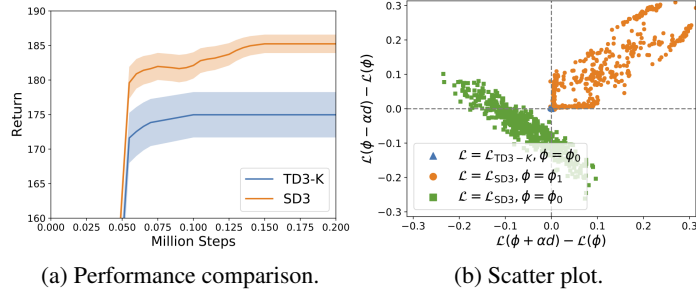 185
180
175
170
165
160
Return
0.000 0.025 0.050 0.075 0.100 0.125 0.150 0.175 0.200
Million Steps
TD3-K
SD3
(a) Performance comparison.
0.3
0.2
0.1
0.0
−0.1
−0.2
−0.3
ℒ(ϕ − αd) − ℒ(ϕ)
−0.3 −0.2 −0.1 0.0 0.1 0.2 0.3
ℒ(ϕ + αd) − ℒ(ϕ)
ℒ = ℒ_TD3−K, ϕ = ϕ_0
ℒ = ℒ_SD3, ϕ = ϕ_1
ℒ = ℒ_SD3, ϕ = ϕ_0
(b) Scatter plot.